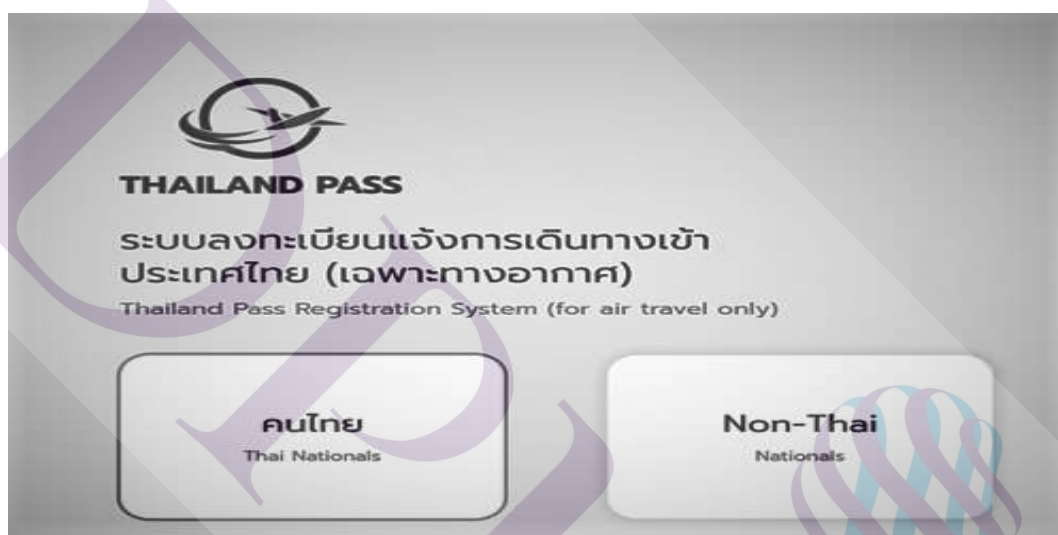 THAILAND PASS
ระบบลงทะเบียนแจ้งการเดินทางเข้า
ประเทศไทย (เฉพาะทางอากาศ)
Thailand Pass Registration System (for air travel only)
คนไทย
Thai Nationals
Non-Thai
Nationals